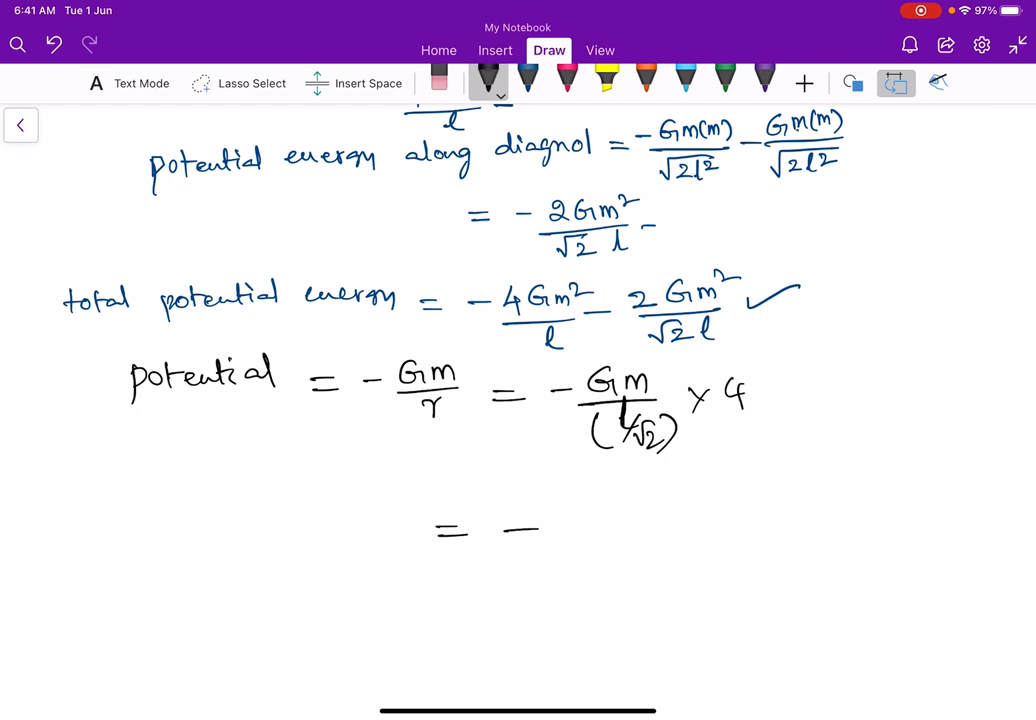 6:41 AM Tue 1 Jun
97%
My Notebook
Home Insert Draw View
A Text Mode Lasso Select Insert Space
l =
potential energy along diagnol = - Gm(m)/√2l² - Gm(m)/√2l²
= - 2Gm²/√2 l -
total potential energy = - 4Gm²/l - 2Gm²/√2 l ✓
potential = - Gm/r = - Gm/(l/√2) × 4
= -